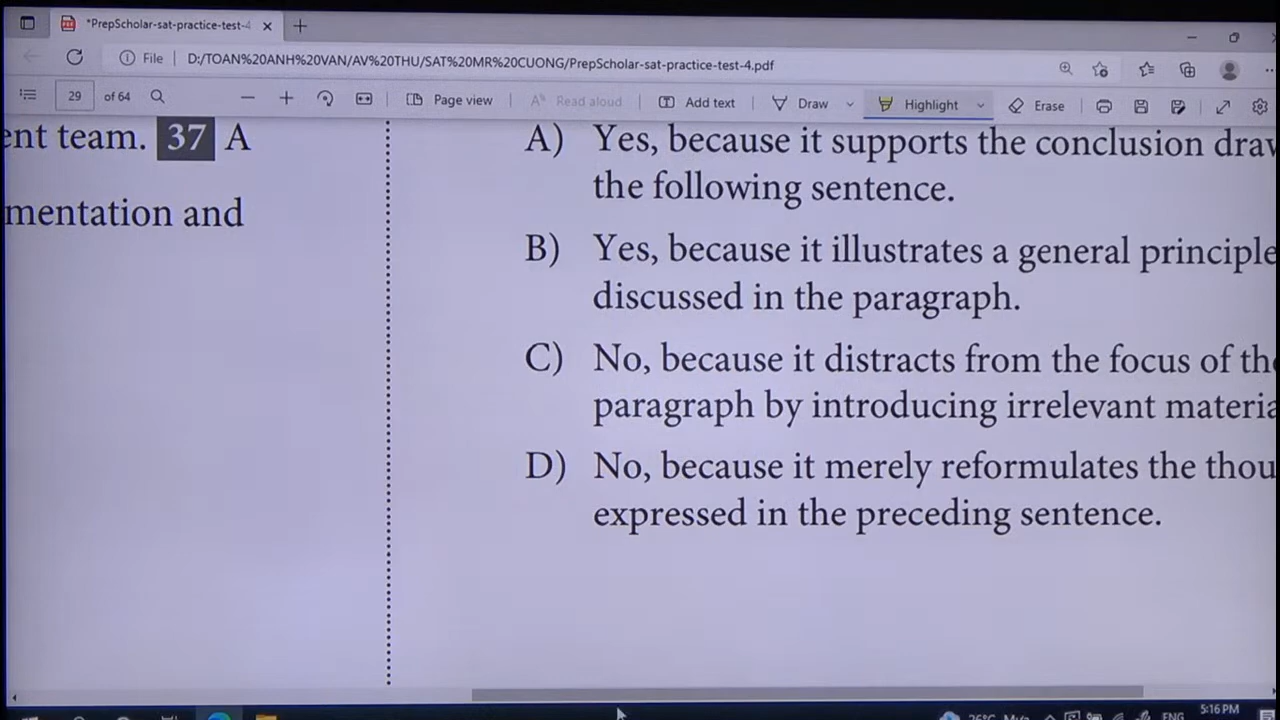 *PrepScholar-sat-practice-test-4
File
D:/TOAN%20ANH%20VAN/AV%20THU/SAT%20MR%20CUONG/PrepScholar-sat-practice-test-4.pdf
29 of 64
Page view
Read aloud
Add text
Draw
Highlight
Erase
ent team. 37 A
mentation and
A) Yes, because it supports the conclusion draw
the following sentence.
B) Yes, because it illustrates a general principle
discussed in the paragraph.
C) No, because it distracts from the focus of the
paragraph by introducing irrelevant materia
D) No, because it merely reformulates the thou
expressed in the preceding sentence.
26°C
ENG
5:16 PM